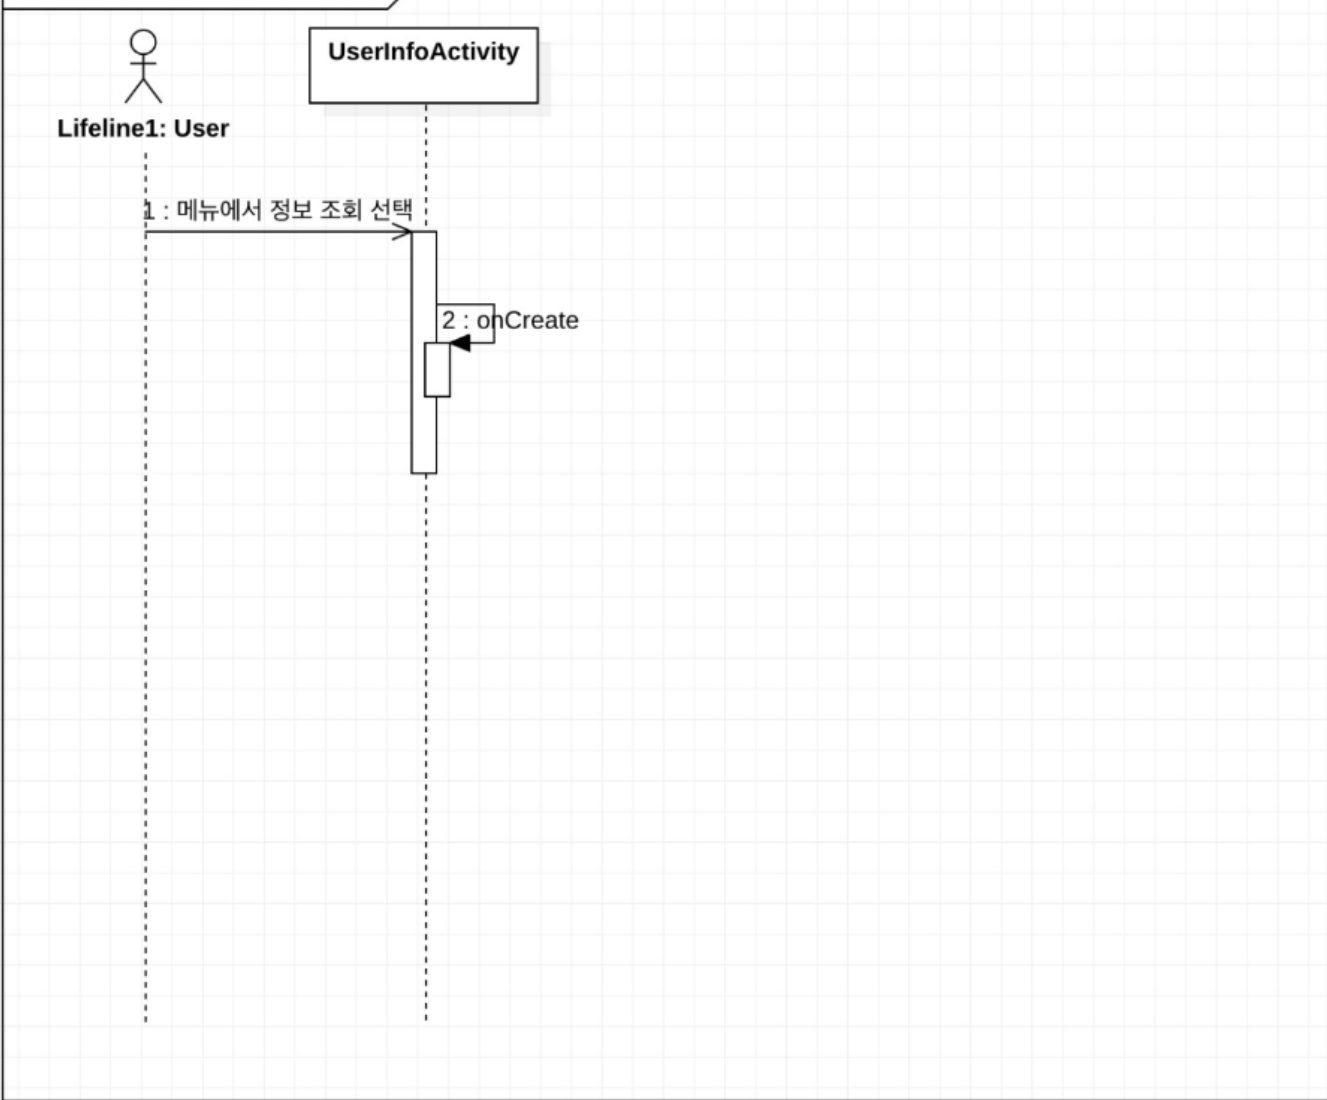 UserInfoActivity
Lifeline1: User
1 : 메뉴에서 정보 조회 선택
2 : onCreate